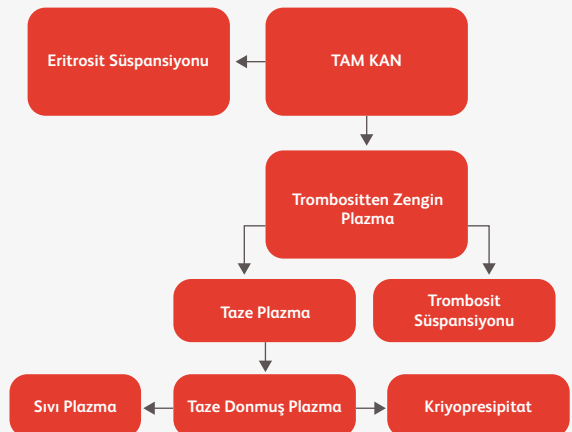 Eritrosit Süspansiyonu
TAM KAN
Trombositten Zengin
Plazma
Taze Plazma
Trombosit
Süspansiyonu
Sıvı Plazma
Taze Donmuş Plazma
Kriyopresipitat